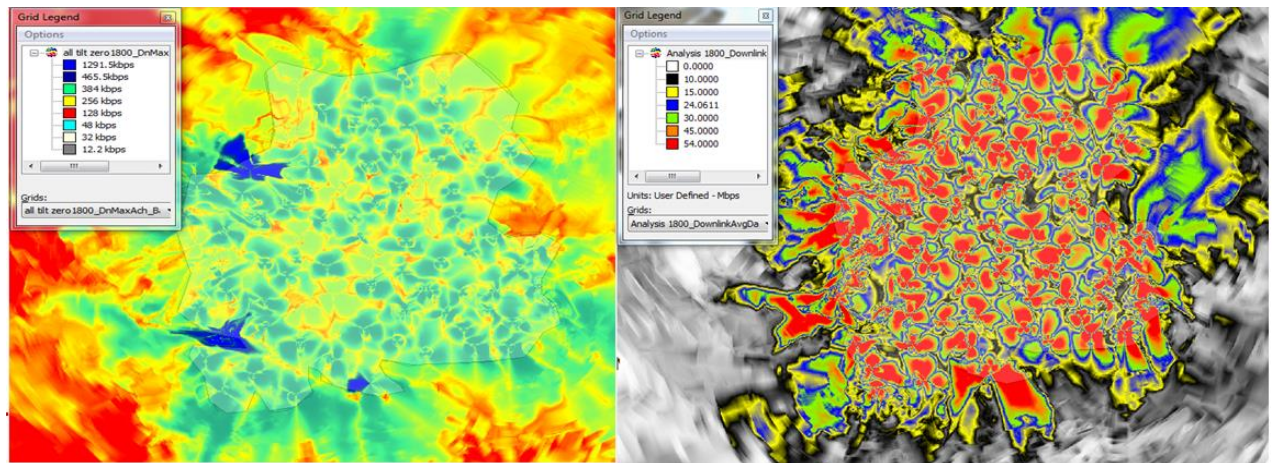 Grid Legend
Options
all tilt zero1800_DnMax
1291.5kbps
465.5kbps
384 kbps
256 kbps
128 kbps
48 kbps
32 kbps
12.2 kbps
Grids:
all tilt zero1800_DnMaxAch_B
Grid Legend
Options
Analysis 1800_Downlink
0.0000
10.0000
15.0000
24.0611
30.0000
45.0000
54.0000
Units: User Defined - Mbps
Grids:
Analysis 1800_DownlinkAvgDa